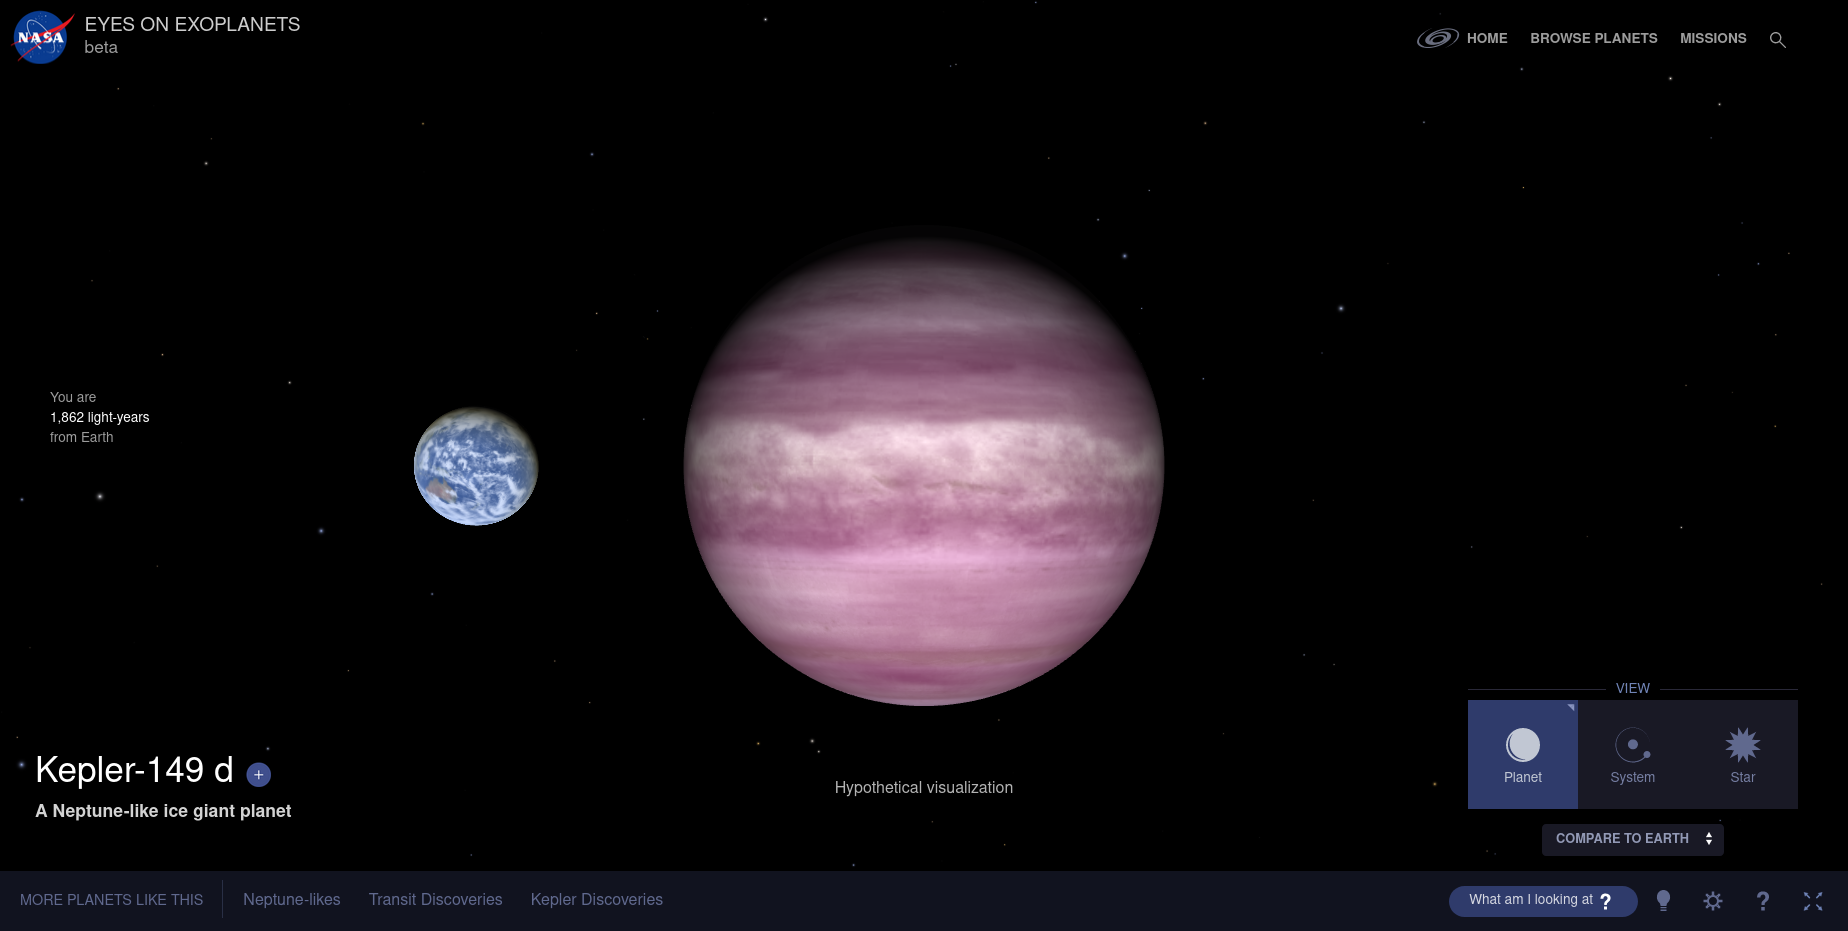 NASA
EYES ON EXOPLANETS
beta
HOME
BROWSE PLANETS
MISSIONS
You are
1,862 light-years
from Earth
Kepler-149 d +
A Neptune-like ice giant planet
Hypothetical visualization
VIEW
Planet
System
Star
COMPARE TO EARTH
MORE PLANETS LIKE THIS
Neptune-likes
Transit Discoveries
Kepler Discoveries
What am I looking at ?
?